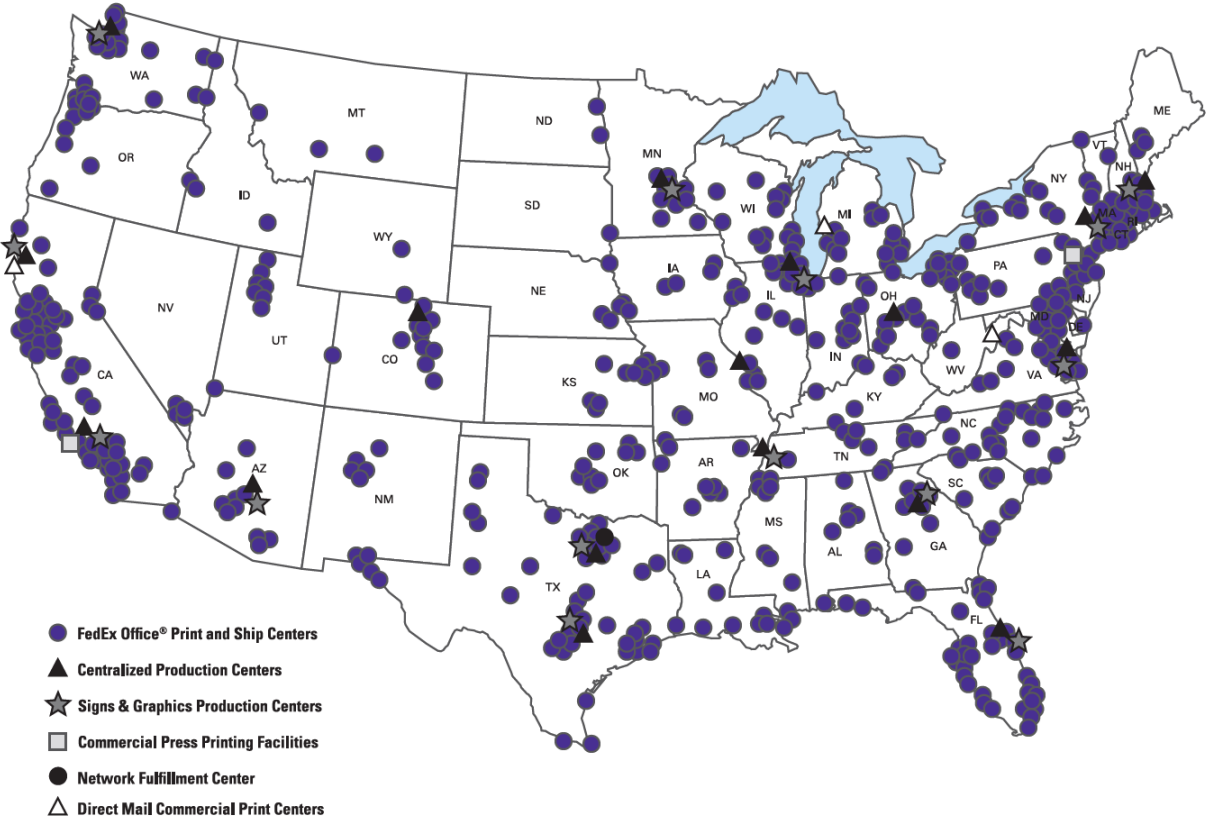 WA
ME
MT
ND
VT
MN
OR
NH
NY
ID
SD
WI
MI
MA
RI
WY
CT
IA
PA
NE
NV
IL
OH
NJ
UT
MD
DE
CO
IN
CA
WV
VA
KS
MO
KY
NC
TN
AZ
AR
OK
SC
NM
MS
AL
GA
LA
TX
FL
FedEx Office® Print and Ship Centers
Centralized Production Centers
Signs & Graphics Production Centers
Commercial Press Printing Facilities
Network Fulfillment Center
Direct Mail Commercial Print Centers